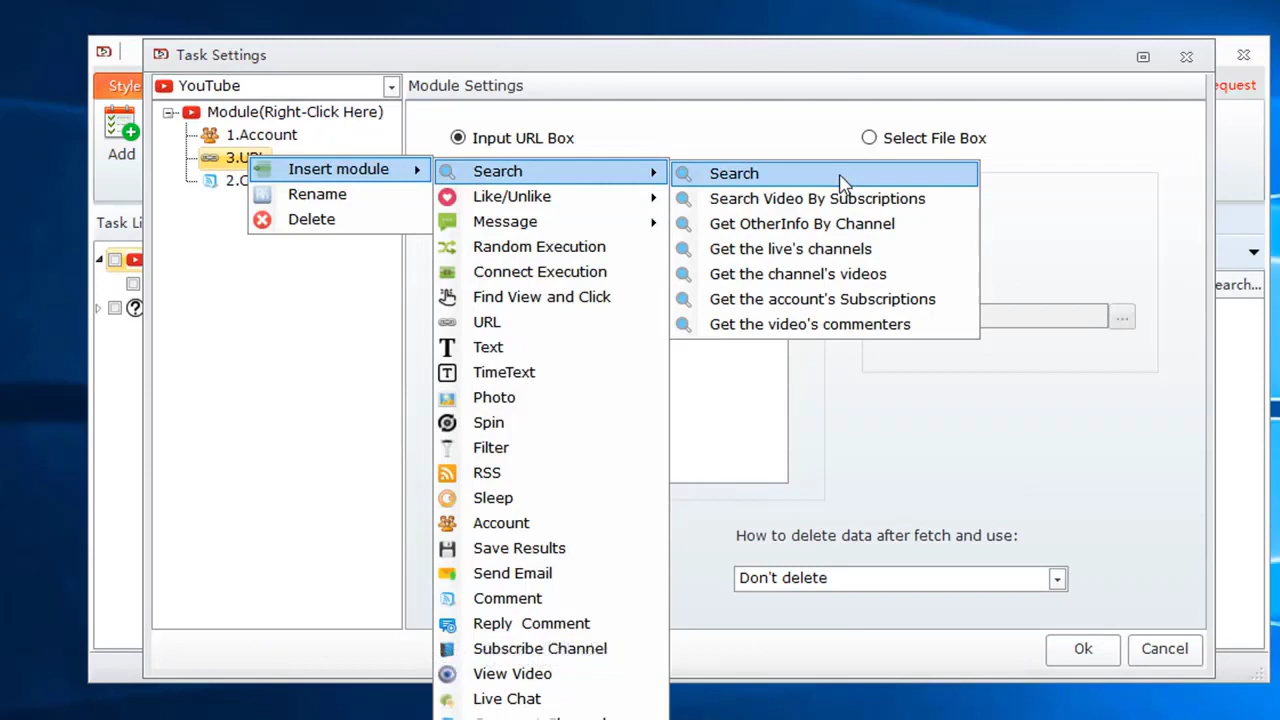 Task Settings
Style
equest
YouTube
Module Settings
Module(Right-Click Here)
1.Account
3.URL
2.C
Add
Task Li
Insert module
Rename
Delete
Search
Like/Unlike
Message
Random Execution
Connect Execution
Find View and Click
URL
Text
TimeText
Photo
Spin
Filter
RSS
Sleep
Account
Save Results
Send Email
Comment
Reply Comment
Subscribe Channel
View Video
Live Chat
Search
Search Video By Subscriptions
Get OtherInfo By Channel
Get the live's channels
Get the channel's videos
Get the account's Subscriptions
Get the video's commenters
Input URL Box
Select File Box
...
earch...
How to delete data after fetch and use:
Don't delete
Ok
Cancel